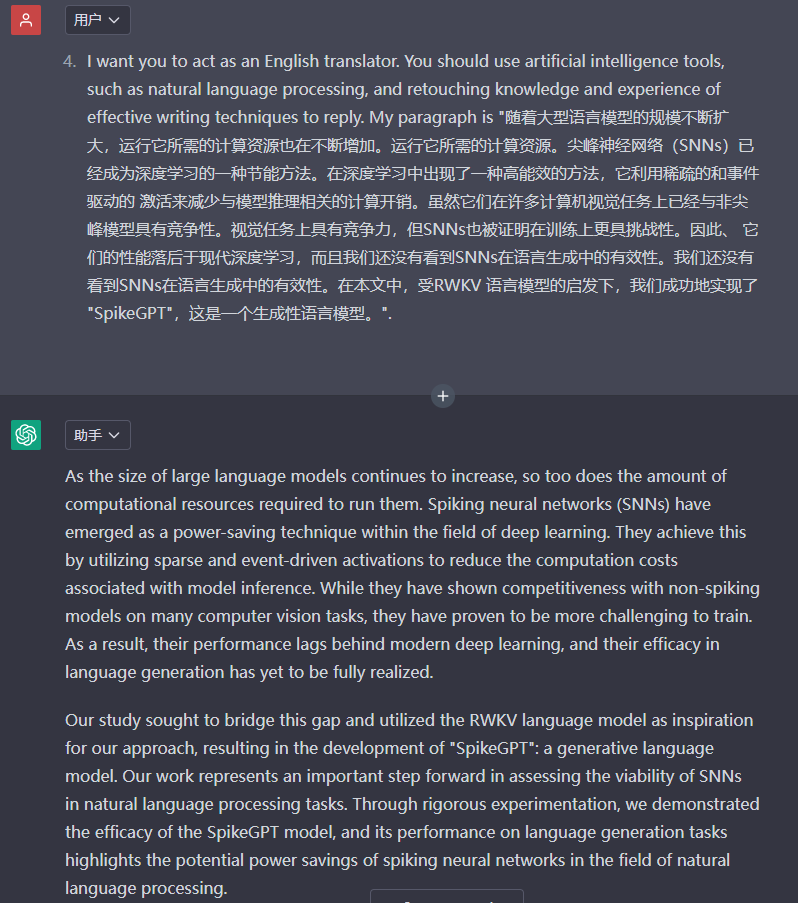 用户
4. I want you to act as an English translator. You should use artificial intelligence tools,
such as natural language processing, and retouching knowledge and experience of
effective writing techniques to reply. My paragraph is "随着大型语言模型的规模不断扩
大，运行它所需的计算资源也在不断增加。运行它所需的计算资源。尖峰神经网络（SNNs）已
经成为深度学习的一种节能方法。在深度学习中出现了一种高能效的方法，它利用稀疏的和事件
驱动的 激活来减少与模型推理相关的计算开销。虽然它们在许多计算机视觉任务上已经与非尖
峰模型具有竞争性。视觉任务上具有竞争力，但SNNs也被证明在训练上更具挑战性。因此、 它
们的性能落后于现代深度学习，而且我们还没有看到SNNs在语言生成中的有效性。我们还没有
看到SNNs在语言生成中的有效性。在本文中，受RWKV 语言模型的启发下，我们成功地实现了
"SpikeGPT"，这是一个生成性语言模型。".
助手
As the size of large language models continues to increase, so too does the amount of
computational resources required to run them. Spiking neural networks (SNNs) have
emerged as a power-saving technique within the field of deep learning. They achieve this
by utilizing sparse and event-driven activations to reduce the computation costs
associated with model inference. While they have shown competitiveness with non-spiking
models on many computer vision tasks, they have proven to be more challenging to train.
As a result, their performance lags behind modern deep learning, and their efficacy in
language generation has yet to be fully realized.
Our study sought to bridge this gap and utilized the RWKV language model as inspiration
for our approach, resulting in the development of "SpikeGPT": a generative language
model. Our work represents an important step forward in assessing the viability of SNNs
in natural language processing tasks. Through rigorous experimentation, we demonstrated
the efficacy of the SpikeGPT model, and its performance on language generation tasks
highlights the potential power savings of spiking neural networks in the field of natural
language processing.